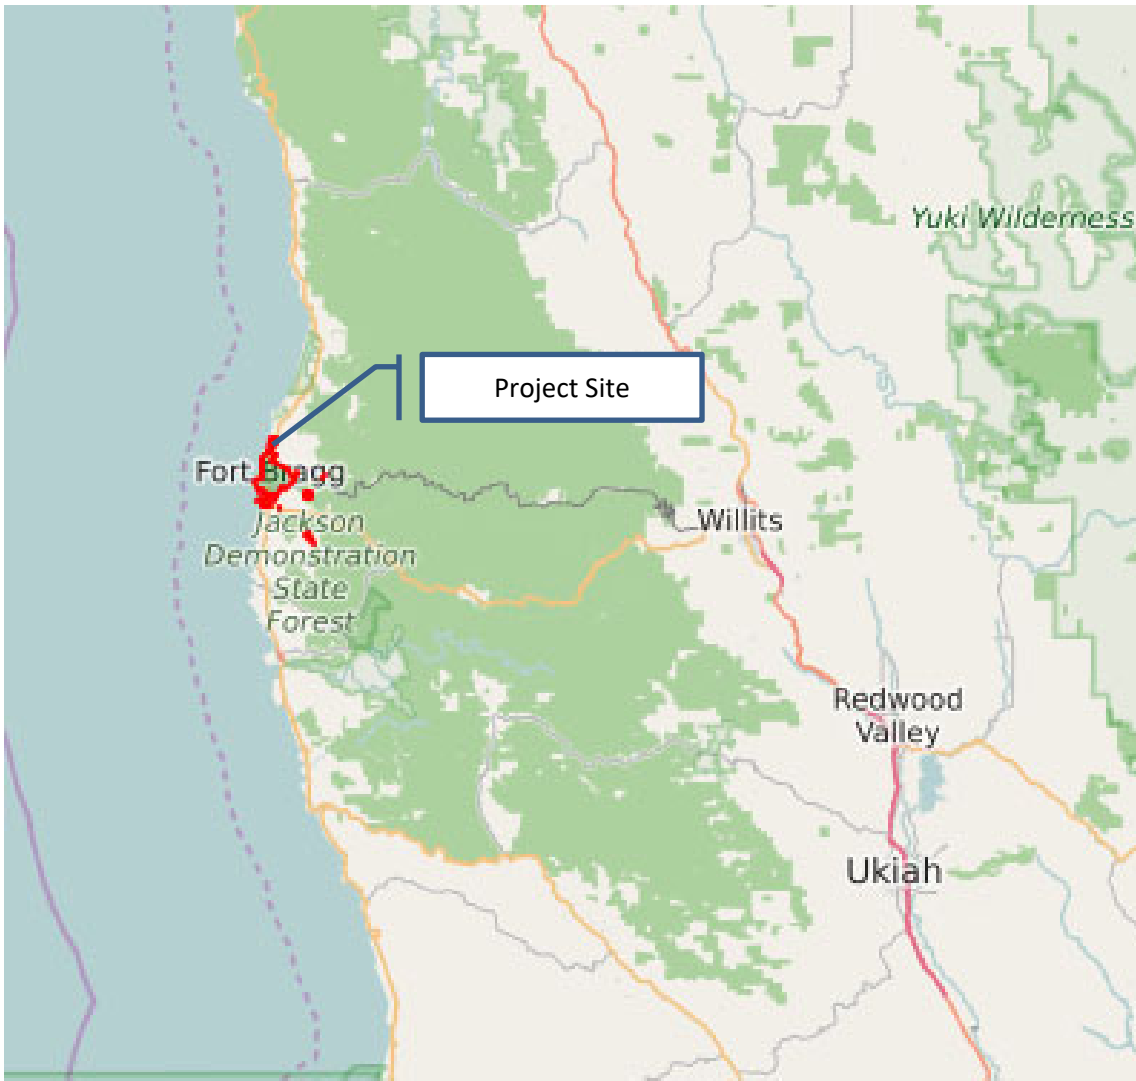 Yuki Wilderness
Project Site
Fort Bragg
Jackson
Demonstration
State
Forest
Willits
Redwood
Valley
Ukiah